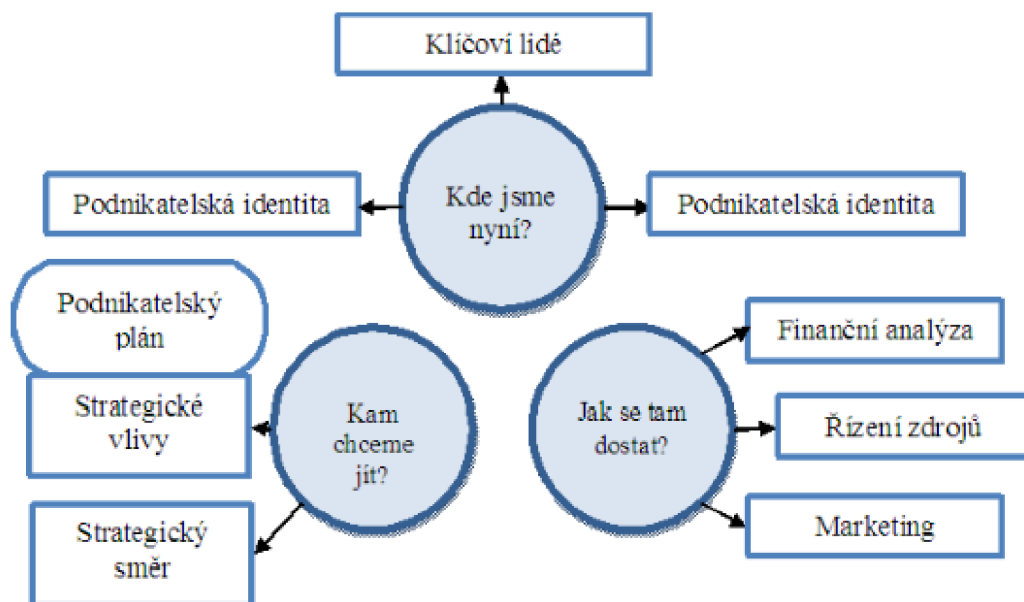 Klíčoví lidé
Podnikatelská identita
Kde jsme
nyní?
Podnikatelská identita
Podnikatelský
plán
Finanční analýza
Strategické
vlivy
Kam
chceme
jít?
Jak se tam
dostat?
Řízení zdrojů
Strategický
směr
Marketing